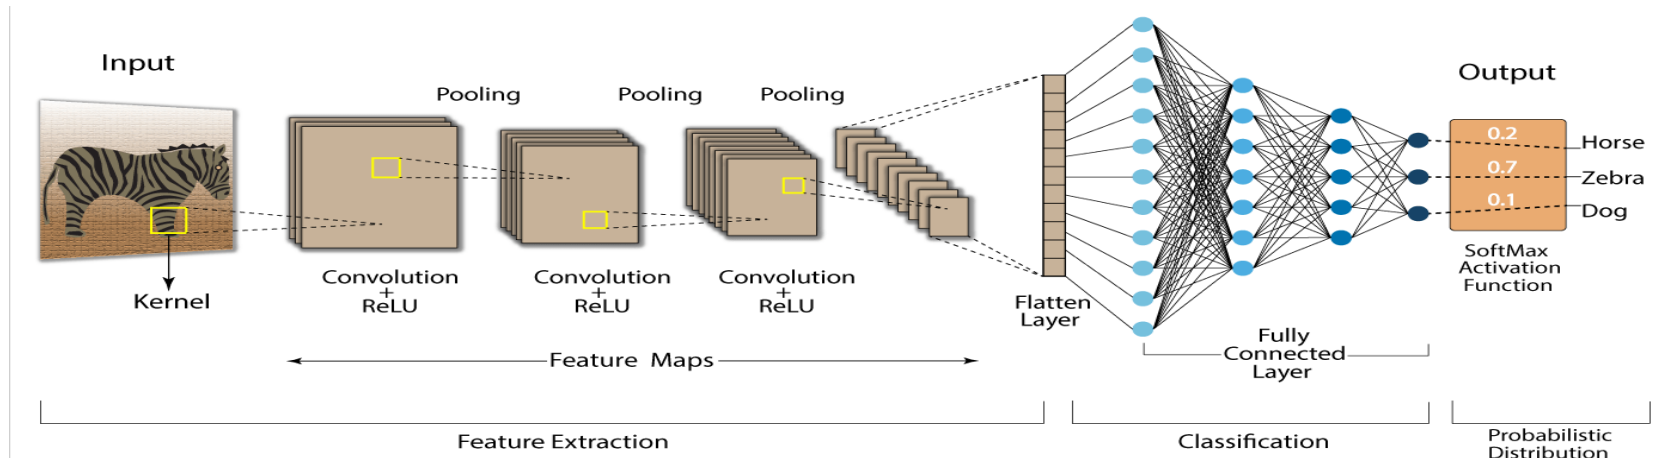 Input
Kernel
Pooling
Pooling
Pooling
Convolution
+
ReLU
Convolution
+
ReLU
Convolution
+
ReLU
Feature Maps
Flatten
Layer
Fully
Connected
Layer
Output
0.2
Horse
0.7
Zebra
0.1
Dog
SoftMax
Activation
Function
Feature Extraction
Classification
Probabilistic
Distribution